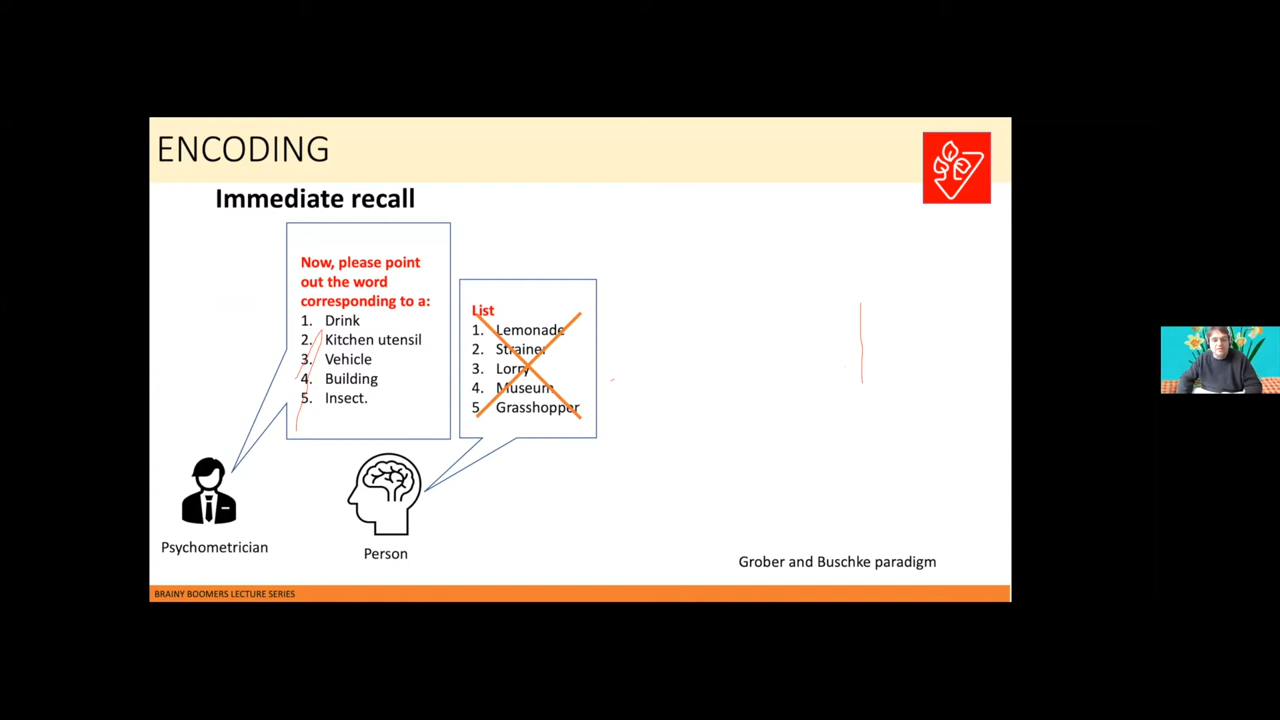 ENCODING
Immediate recall
Now, please point
out the word
corresponding to a:
1. Drink
2. Kitchen utensil
3. Vehicle
4. Building
5. Insect.
List
1. Lemonade
2. Strainer
3. Lorry
4. Museum
5. Grasshopper
Psychometrician
Person
Grober and Buschke paradigm
BRAINY BOOMERS LECTURE SERIES